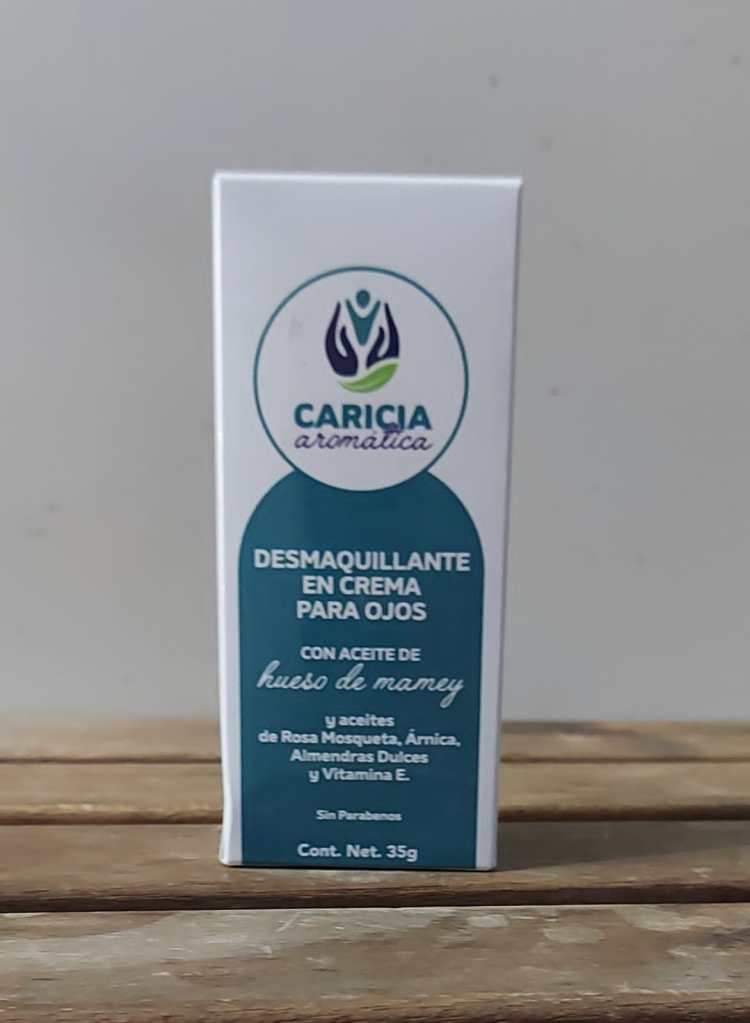 CARICIA
aromática
DESMAQUILLANTE
EN CREMA
PARA OJOS
CON ACEITE DE
hueso de mamey
y aceites
de Rosa Mosqueta, Árnica,
Almendras Dulces
y Vitamina E.
Sin Parabenos
Cont. Net. 35g